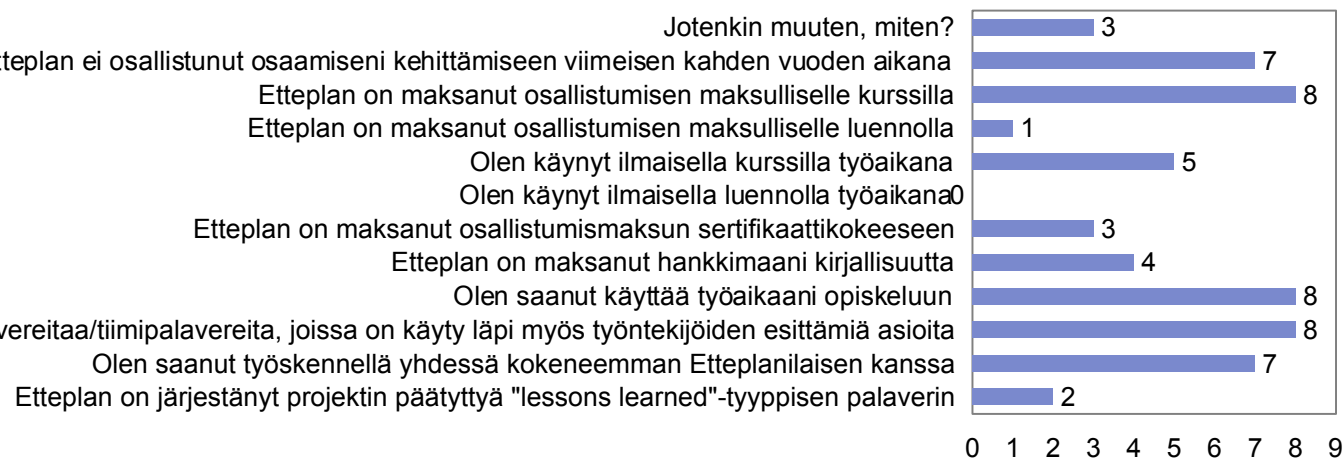 Jotenkin muuten, miten? 3
ei osallistunut osaamiseni kehittämiseen viimeisen kahden vuoden aikana 7
Etteplan on maksanut osallistumisen maksulliselle kurssilla 8
Etteplan on maksanut osallistumisen maksulliselle luennolla 1
Olen käynyt ilmaisella kurssilla työaikana 5
Olen käynyt ilmaisella luennolla työaikana 0
Etteplan on maksanut osallistumismaksun sertifikaattikokeeseen 3
Etteplan on maksanut hankkimaani kirjallisuutta 4
Olen saanut käyttää työaikaani opiskeluun 8
joissa on käyty läpi myös työntekijöiden esittämiä asioita 8
Olen saanut työskennellä yhdessä kokeneemman Etteplanilaisen kanssa 7
Etteplan on järjestänyt projektin päätyttyä "lessons learned"-tyyppisen palaverin 2
0 1 2 3 4 5 6 7 8 9